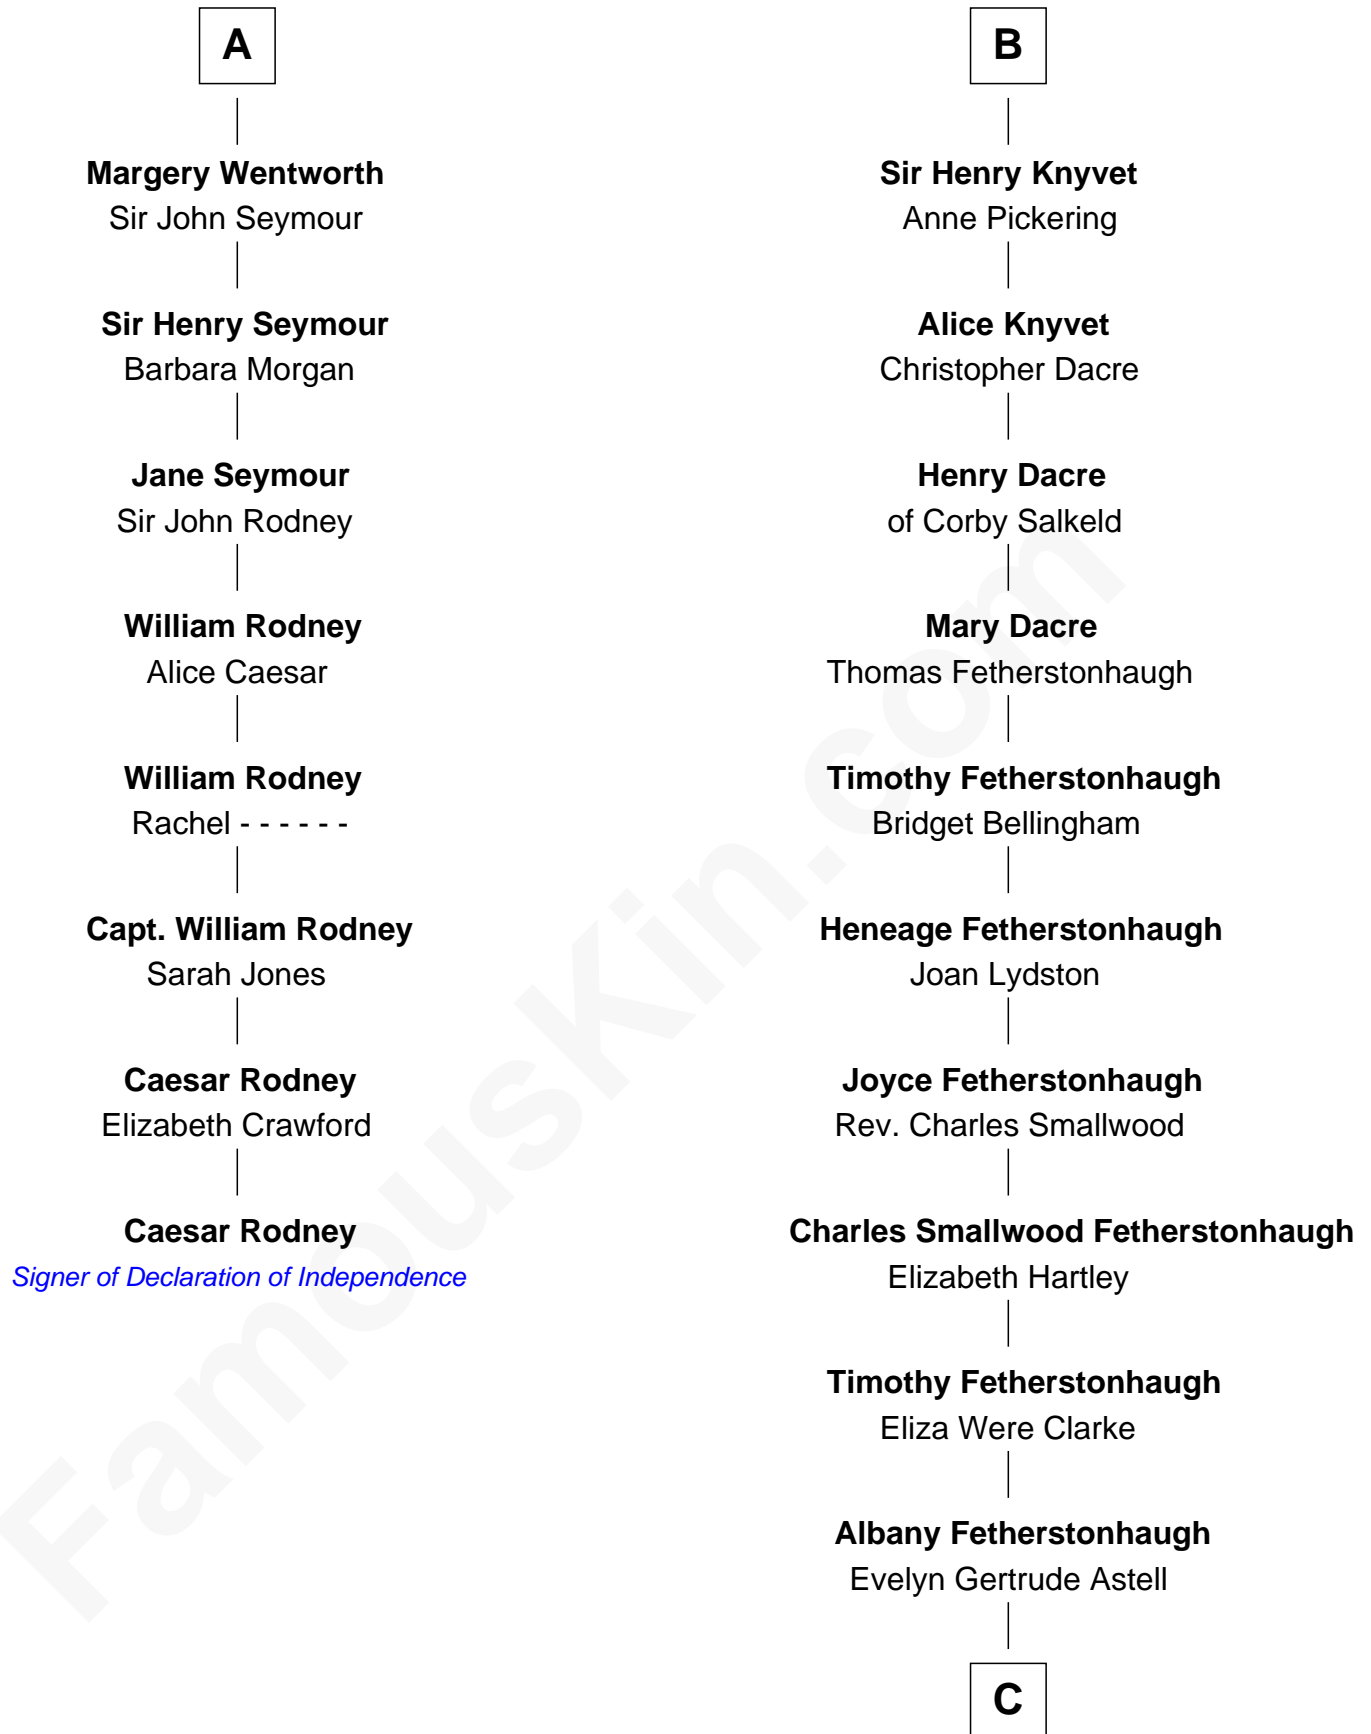 A
Margery Wentworth
Sir John Seymour
Sir Henry Seymour
Barbara Morgan
Jane Seymour
Sir John Rodney
William Rodney
Alice Caesar
William Rodney
Rachel - - - - - -
Capt. William Rodney
Sarah Jones
Caesar Rodney
Elizabeth Crawford
Caesar Rodney
Signer of Declaration of Independence
B
Sir Henry Knyvet
Anne Pickering
Alice Knyvet
Christopher Dacre
Henry Dacre
of Corby Salkeld
Mary Dacre
Thomas Fetherstonhaugh
Timothy Fetherstonhaugh
Bridget Bellingham
Heneage Fetherstonhaugh
Joan Lydston
Joyce Fetherstonhaugh
Rev. Charles Smallwood
Charles Smallwood Fetherstonhaugh
Elizabeth Hartley
Timothy Fetherstonhaugh
Eliza Were Clarke
Albany Fetherstonhaugh
Evelyn Gertrude Astell
C
FamousKin.com